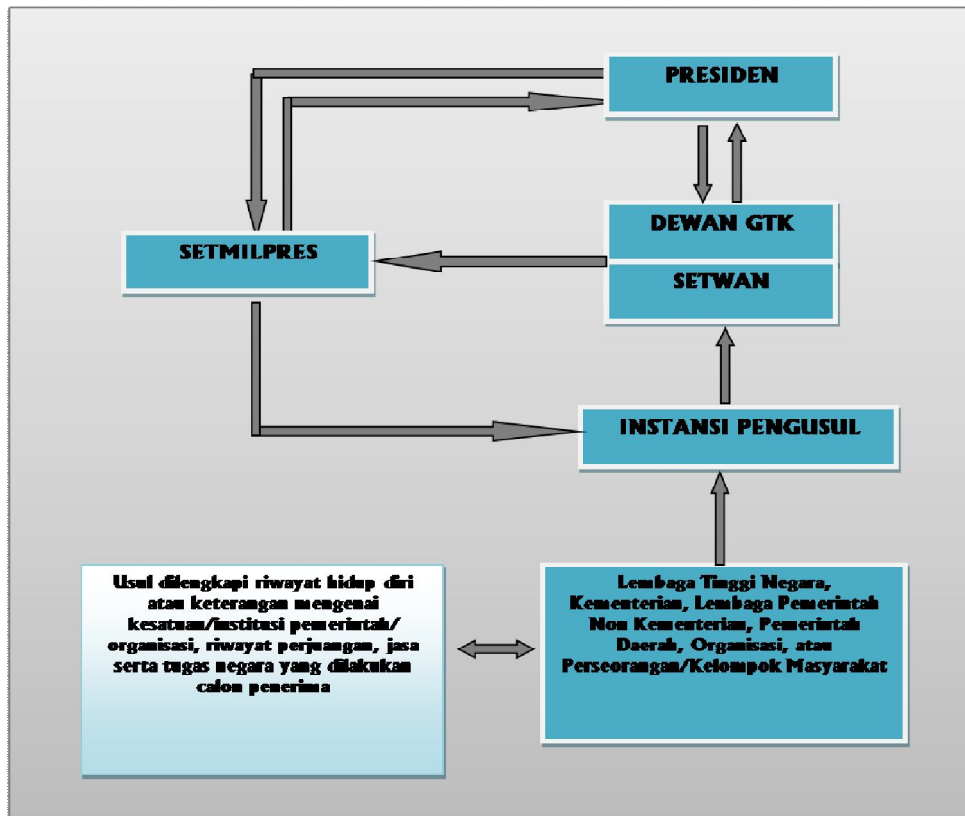 PRESIDEN
DEWAN GTK
SETMILPRES
SETWAN
INSTANSI PENGUSUL
Usul dilengkapi riwayat hidup diri
atau keterangan mengenai
kesatuan/institusi pemerintah/
organisasi, riwayat perjuangan, jasa
serta tugas negara yang dilakukan
calon penerima
Lembaga Tinggi Negara,
Kementerian, Lembaga Pemerintah
Non Kementerian, Pemerintah
Daerah, Organisasi, atau
Perseorangan/Kelompok Masyarakat